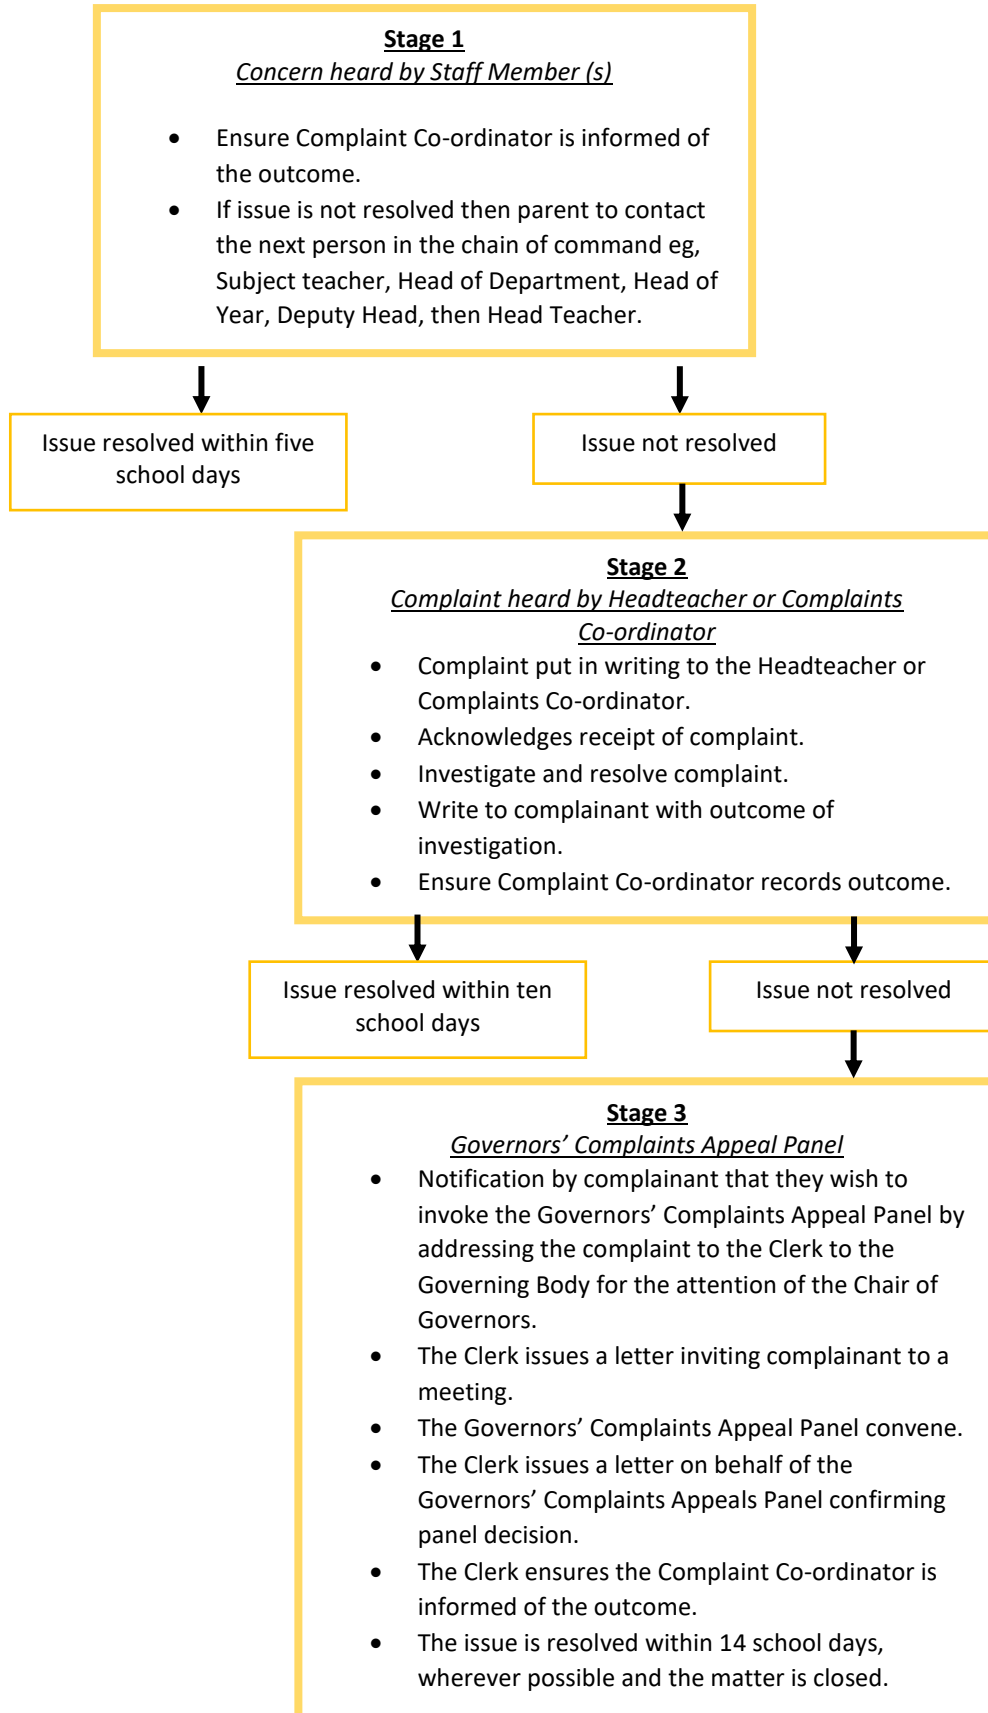 Stage 1
Concern heard by Staff Member (s)
• Ensure Complaint Co-ordinator is informed of
the outcome.
• If issue is not resolved then parent to contact
the next person in the chain of command eg,
Subject teacher, Head of Department, Head of
Year, Deputy Head, then Head Teacher.
Issue resolved within five
school days
Issue not resolved
Stage 2
Complaint heard by Headteacher or Complaints
Co-ordinator
• Complaint put in writing to the Headteacher or
Complaints Co-ordinator.
• Acknowledges receipt of complaint.
• Investigate and resolve complaint.
• Write to complainant with outcome of
investigation.
• Ensure Complaint Co-ordinator records outcome.
Issue resolved within ten
school days
Issue not resolved
Stage 3
Governors’ Complaints Appeal Panel
• Notification by complainant that they wish to
invoke the Governors’ Complaints Appeal Panel by
addressing the complaint to the Clerk to the
Governing Body for the attention of the Chair of
Governors.
• The Clerk issues a letter inviting complainant to a
meeting.
• The Governors’ Complaints Appeal Panel convene.
• The Clerk issues a letter on behalf of the
Governors’ Complaints Appeals Panel confirming
panel decision.
• The Clerk ensures the Complaint Co-ordinator is
informed of the outcome.
• The issue is resolved within 14 school days,
wherever possible and the matter is closed.